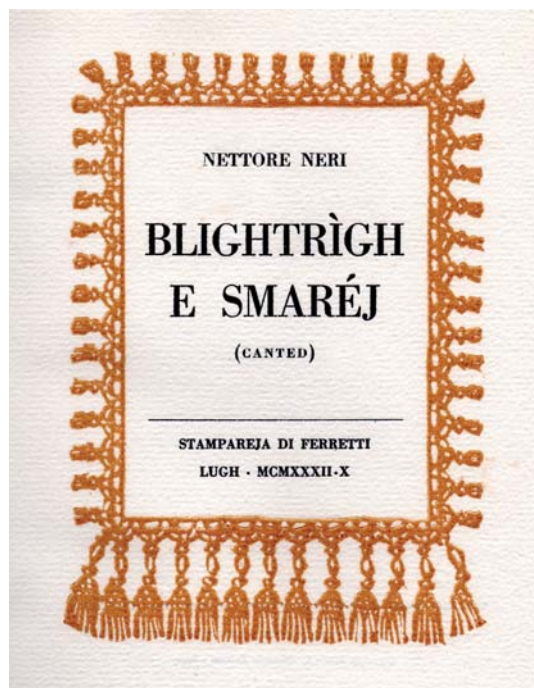 NETTORE NERI
BLIGHTRÌGH
E SMARÉJ
(CANTED)
STAMPAREJA DI FERRETTI
LUGH · MCMXXXII-X